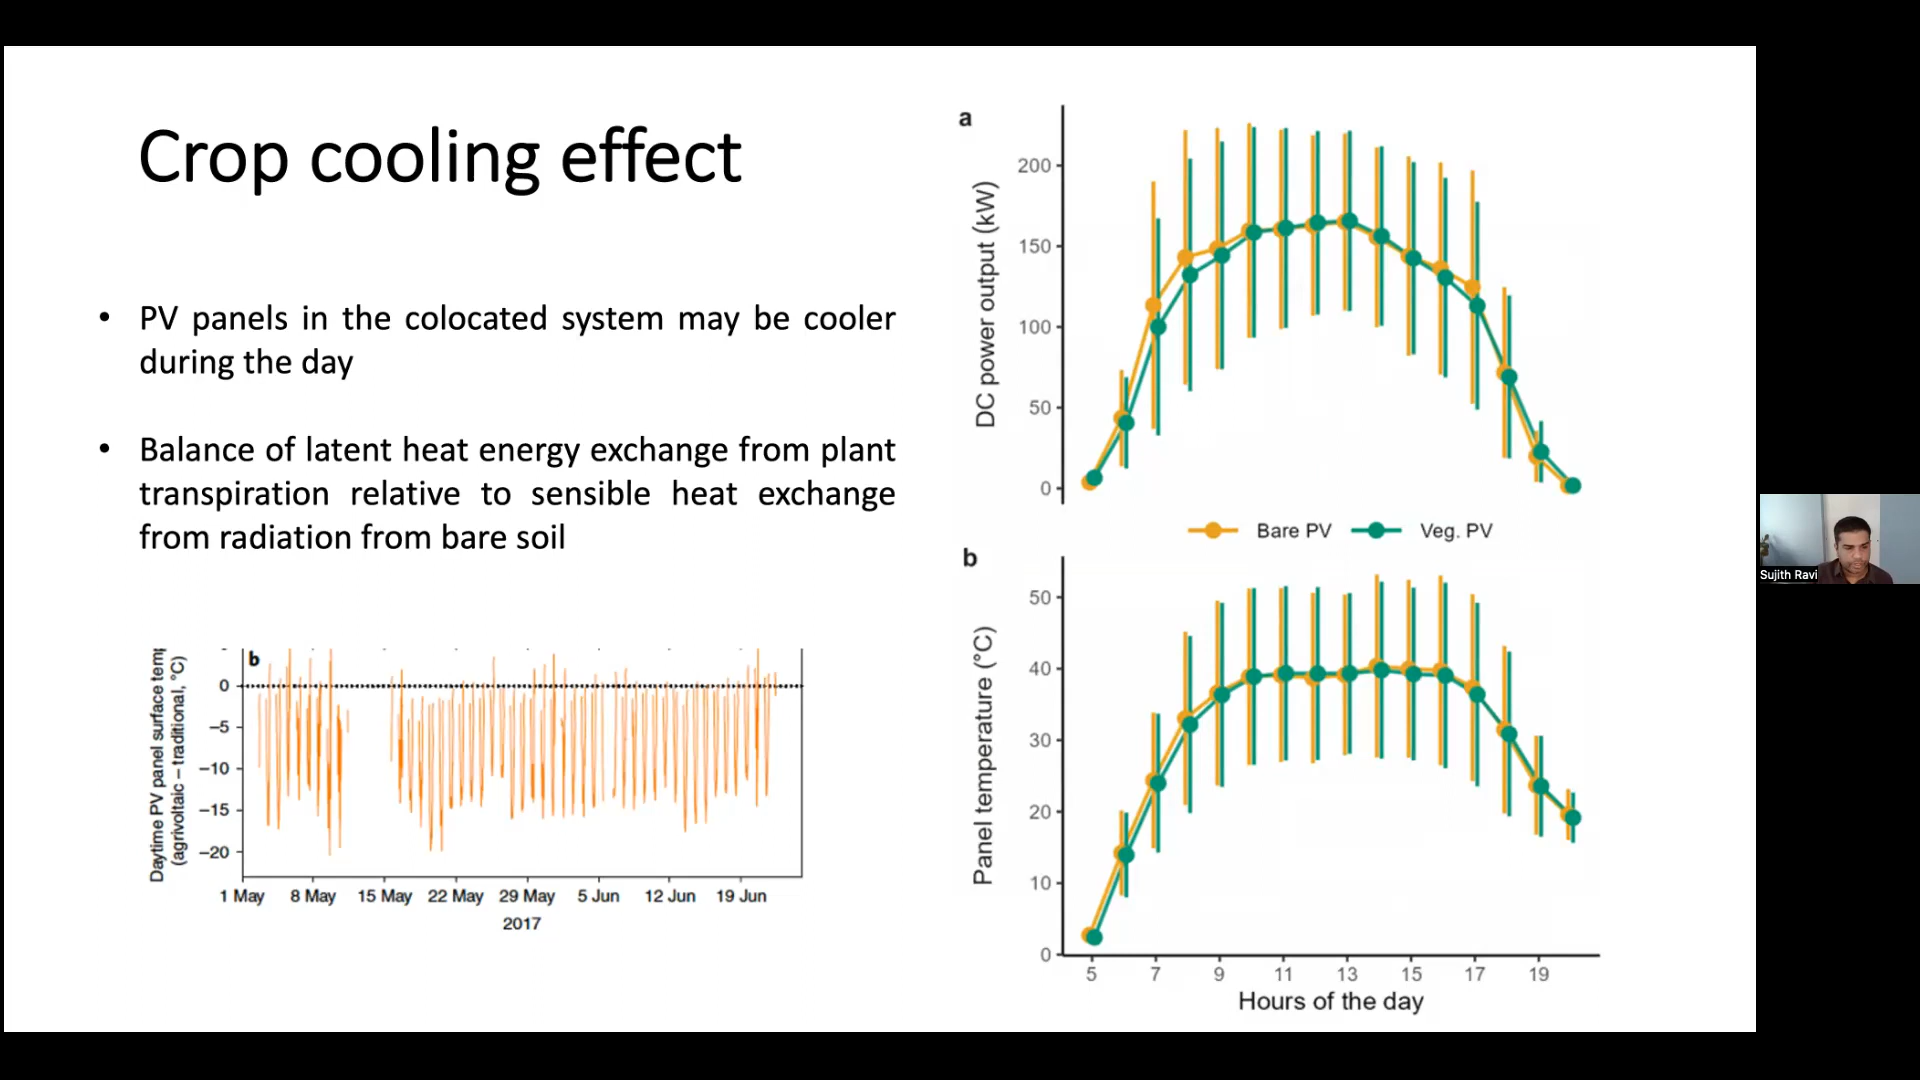 Crop cooling effect
• PV panels in the colocated system may be cooler
during the day
• Balance of latent heat energy exchange from plant
transpiration relative to sensible heat exchange
from radiation from bare soil
b
Daytime PV panel surface temp
(agrivoltaic – traditional, °C)
0
−5
−10
−15
−20
1 May 8 May 15 May 22 May 29 May 5 Jun 12 Jun 19 Jun
2017
a
DC power output (kW)
200
150
100
50
0
Bare PV Veg. PV
b
Panel temperature (°C)
50
40
30
20
10
0
5 7 9 11 13 15 17 19
Hours of the day
Sujith Ravi